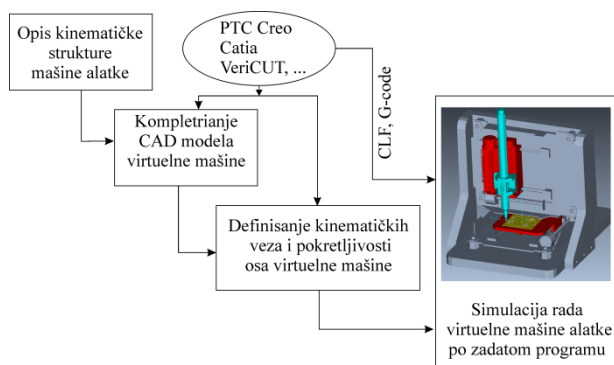 Opis kinematičke
strukture
mašine alatke
PTC Creo
Catia
VeriCUT, ...
CLF, G-code
Kompletrianje
CAD modela
virtuelne mašine
Definisanje kinematičkih
veza i pokretljivosti
osa virtuelne mašine
Simulacija rada
virtuelne mašine alatke
po zadatom programu